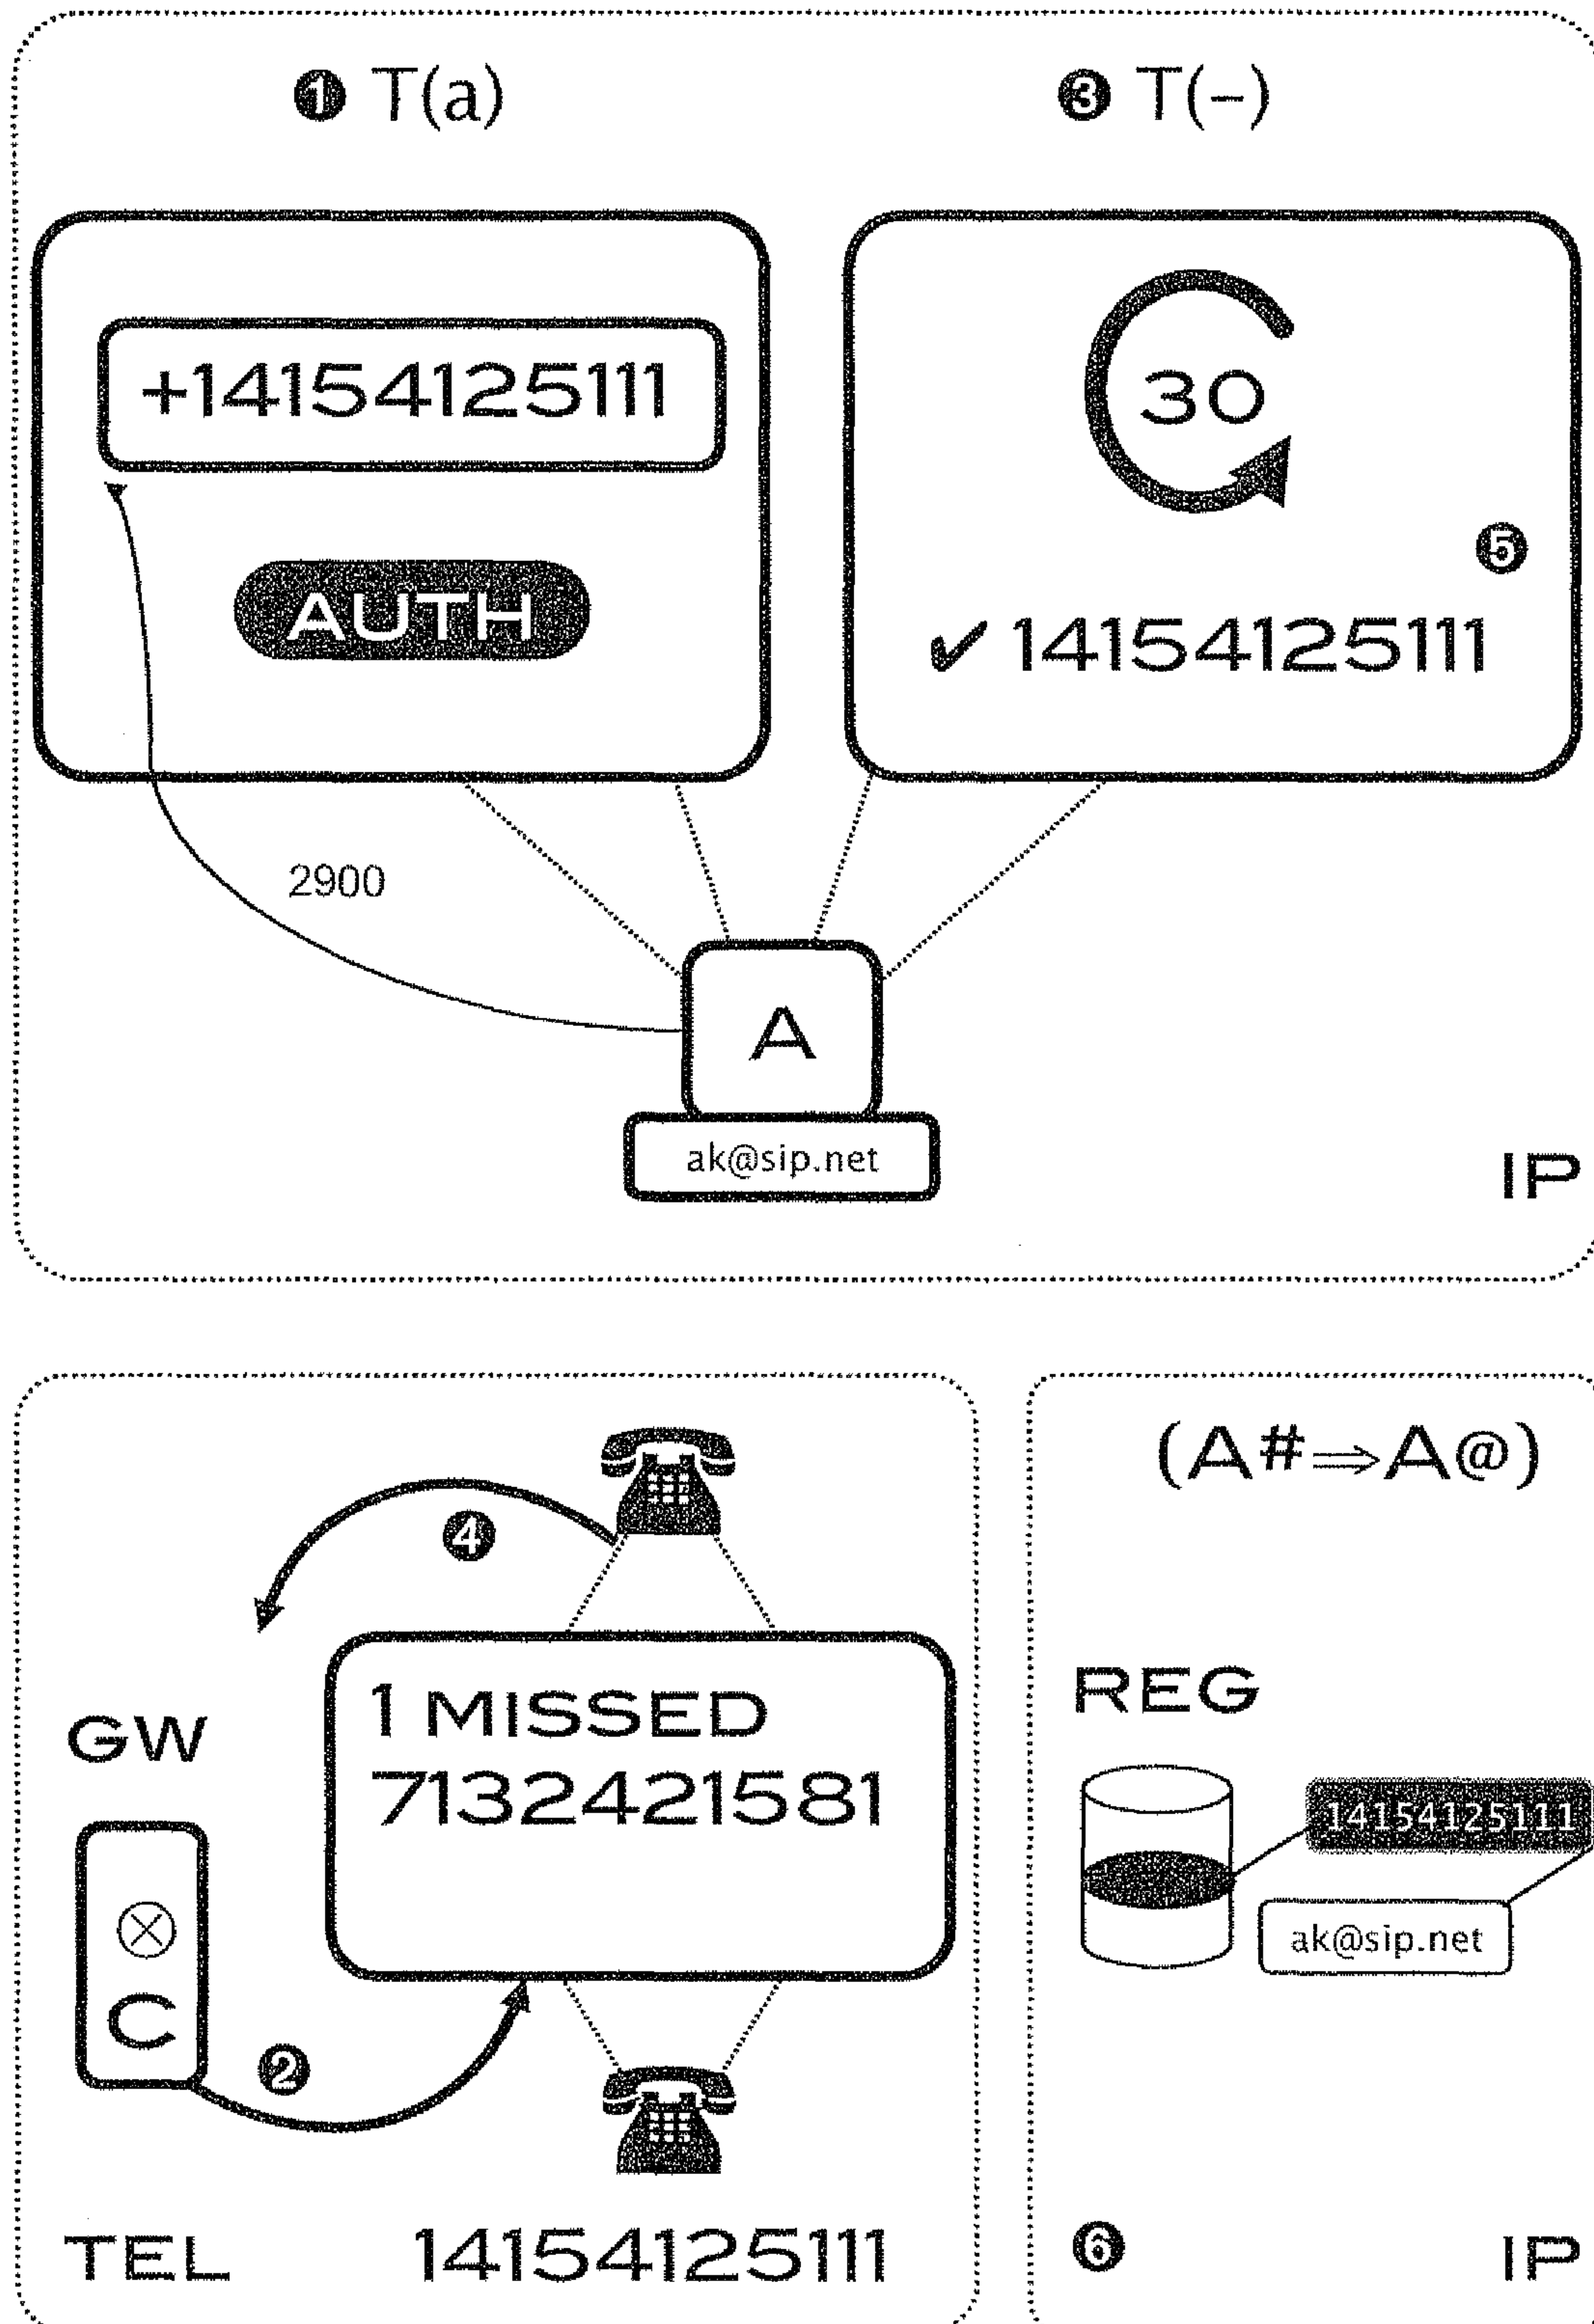 ❶ T(a)
❸ T(–)
+14154125111
AUTH
30
❺
✔ 14154125111
2900
A
ak@sip.net
IP
❹
1 MISSED
7132421581
GW
C
❷
TEL
14154125111
(A#⇒A@)
REG
14154125111
ak@sip.net
❻
IP